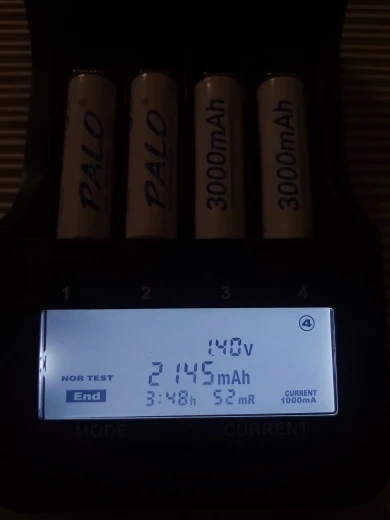 PALO
PALO
3000mAh
3000mAh
1 2 3 4
④
1.40v
NOR TEST 2145mAh
End 3:48h 52mR CURRENT 1000mA
MODE CURRENT